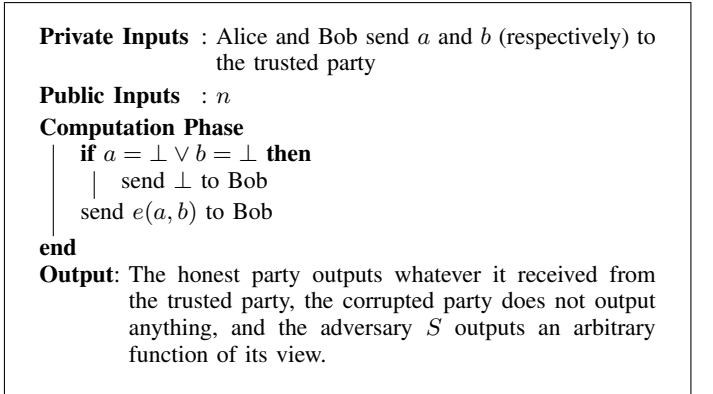 Private Inputs : Alice and Bob send a and b (respectively) to
the trusted party
Public Inputs : n
Computation Phase
if a = ⊥ ∨ b = ⊥ then
send ⊥ to Bob
send e(a, b) to Bob
end
Output: The honest party outputs whatever it received from
the trusted party, the corrupted party does not output
anything, and the adversary S outputs an arbitrary
function of its view.